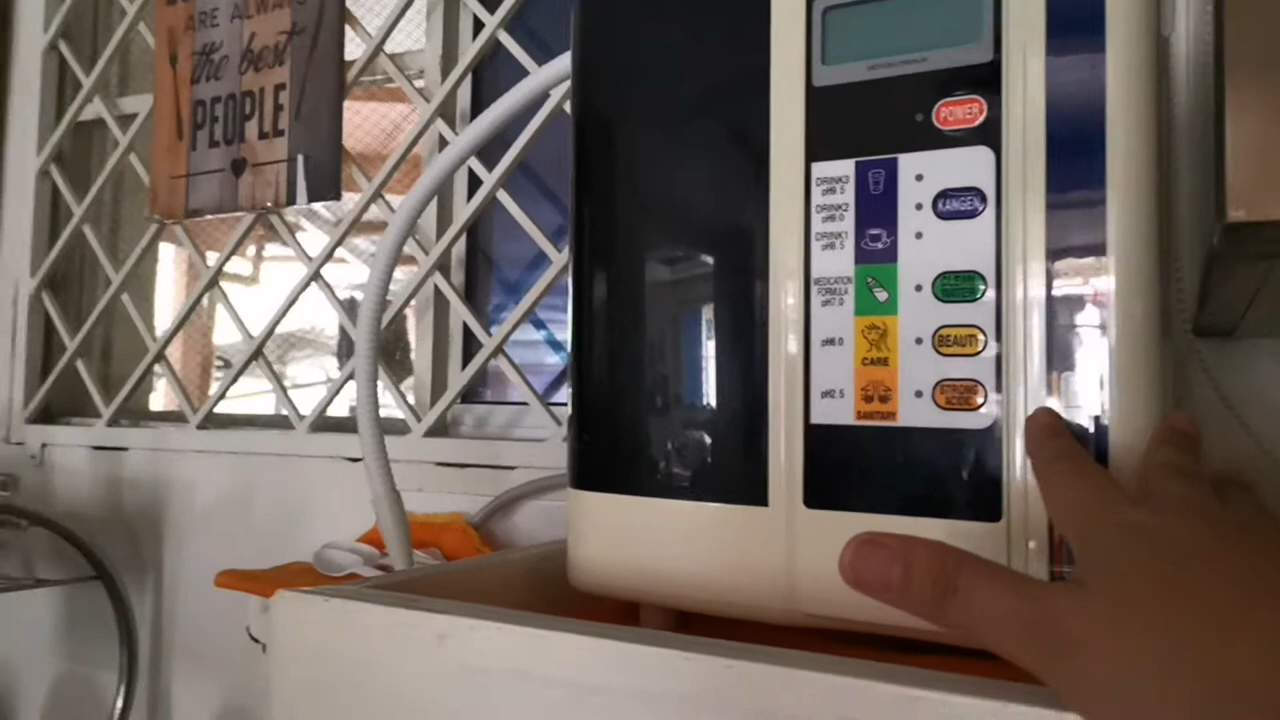 ARE ALWAYS
the best
PEOPLE
POWER
DRINK3
pH9.5
DRINK2
pH9.0
DRINK1
pH8.5
KANGEN
MEDICATION
FORMULA
pH7.0
CLEAN
WATER
pH6.0
CARE
BEAUTY
pH2.5
SANITARY
STRONG
ACIDIC